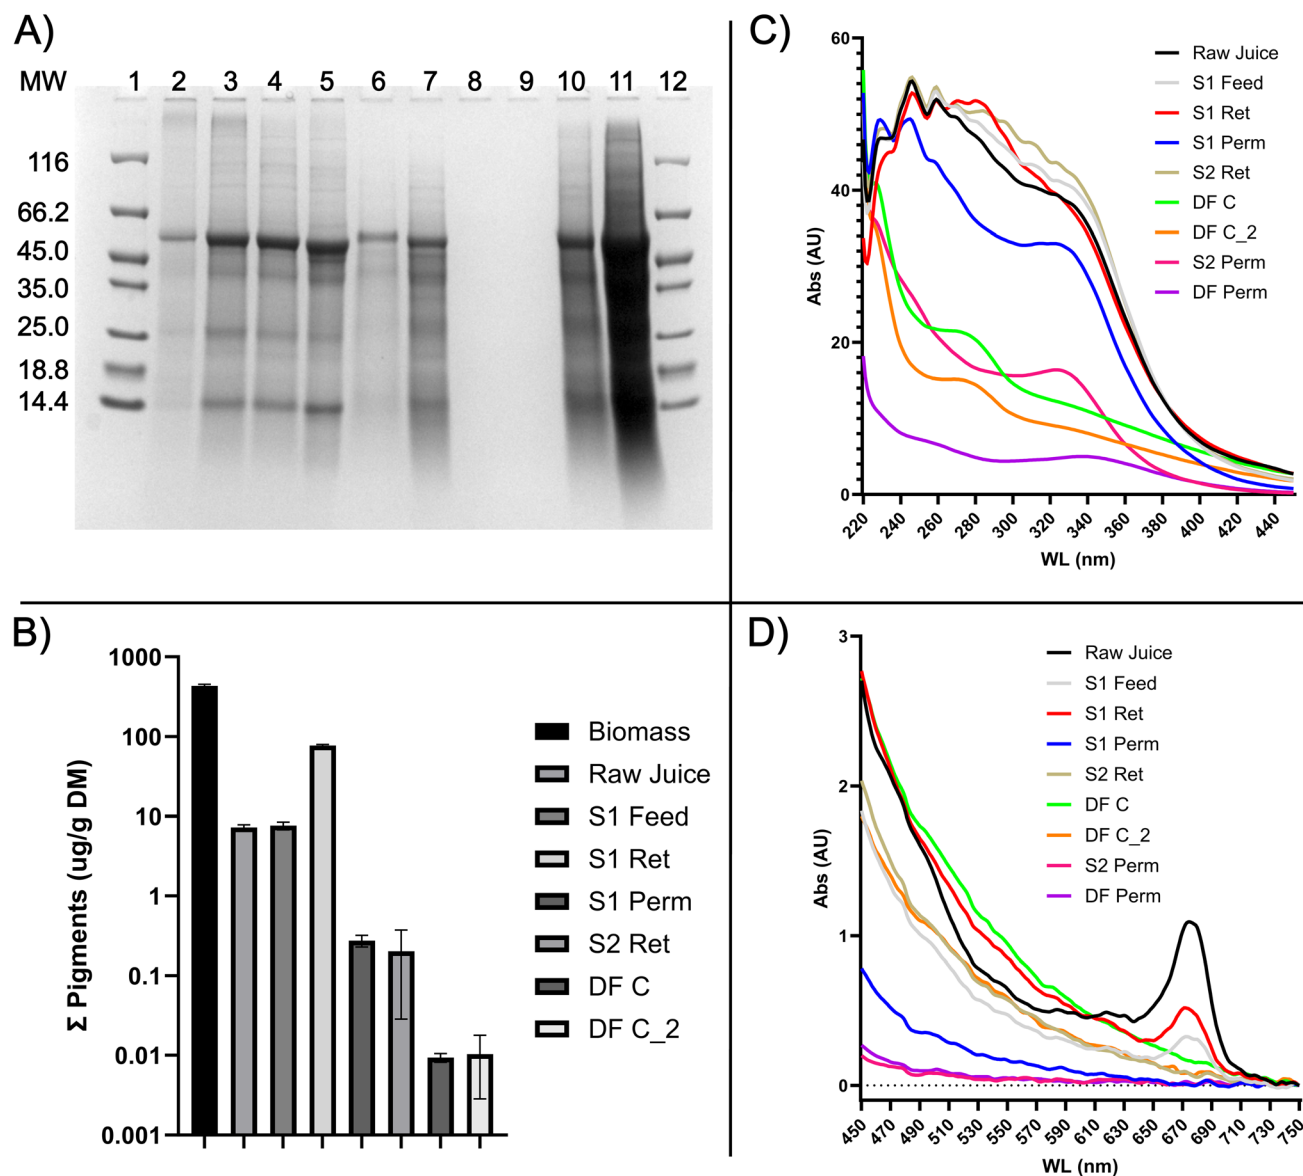 A)
MW 1 2 3 4 5 6 7 8 9 10 11 12
116
66.2
45.0
35.0
25.0
18.8
14.4
B)
Σ Pigments (ug/g DM)
1000
100
10
1
0.1
0.01
0.001
Biomass
Raw Juice
S1 Feed
S1 Ret
S1 Perm
S2 Ret
DF C
DF C_2
C)
Abs (AU)
60
40
20
0
220 240 260 280 300 320 340 360 380 400 420 440
WL (nm)
Raw Juice
S1 Feed
S1 Ret
S1 Perm
S2 Ret
DF C
DF C_2
S2 Perm
DF Perm
D)
Abs (AU)
3
2
1
0
450 470 490 510 530 550 570 590 610 630 650 670 690 710 730 750
WL (nm)
Raw Juice
S1 Feed
S1 Ret
S1 Perm
S2 Ret
DF C
DF C_2
S2 Perm
DF Perm